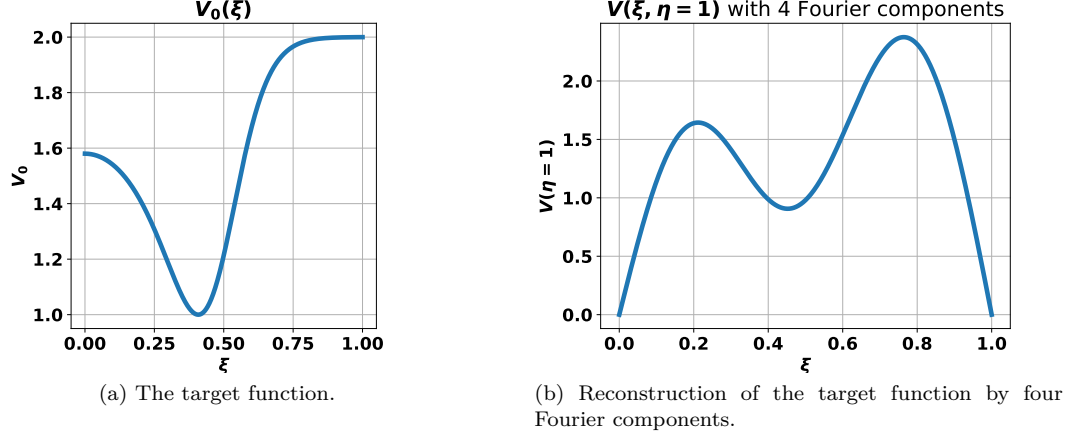 V₀(ξ)
V₀
2.0
1.8
1.6
1.4
1.2
1.0
0.00 0.25 0.50 0.75 1.00
ξ
(a) The target function.
V(ξ, η = 1) with 4 Fourier components
V(η = 1)
2.0
1.5
1.0
0.5
0.0
0.0 0.2 0.4 0.6 0.8 1.0
ξ
(b) Reconstruction of the target function by four
Fourier components.